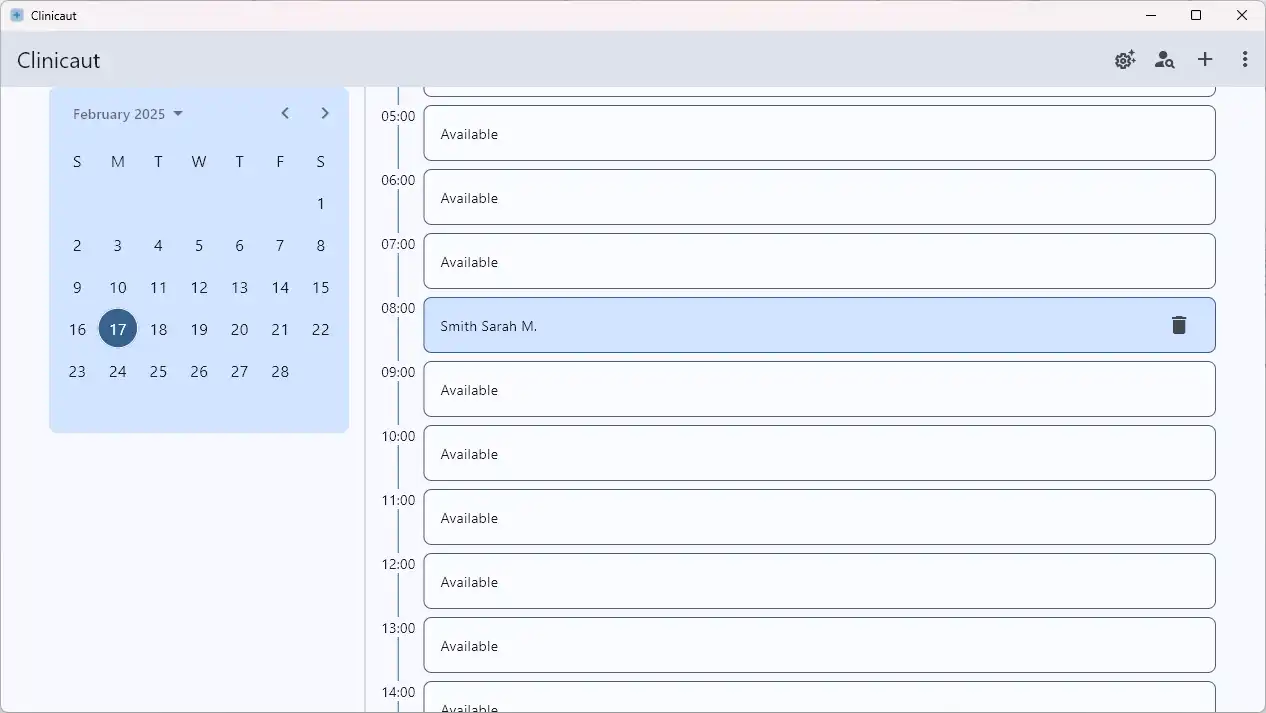 Clinicaut
Clinicaut
February 2025
S M T W T F S
1
2 3 4 5 6 7 8
9 10 11 12 13 14 15
16 17 18 19 20 21 22
23 24 25 26 27 28
05:00 Available
06:00 Available
07:00 Available
08:00 Smith Sarah M.
09:00 Available
10:00 Available
11:00 Available
12:00 Available
13:00 Available
14:00 Available